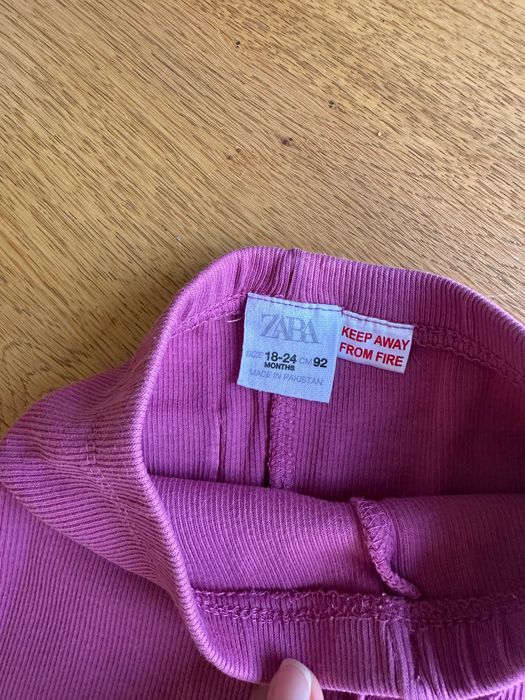 ZARA
SIZE 18-24 CM 92
MONTHS
MADE IN PAKISTAN
KEEP AWAY
FROM FIRE